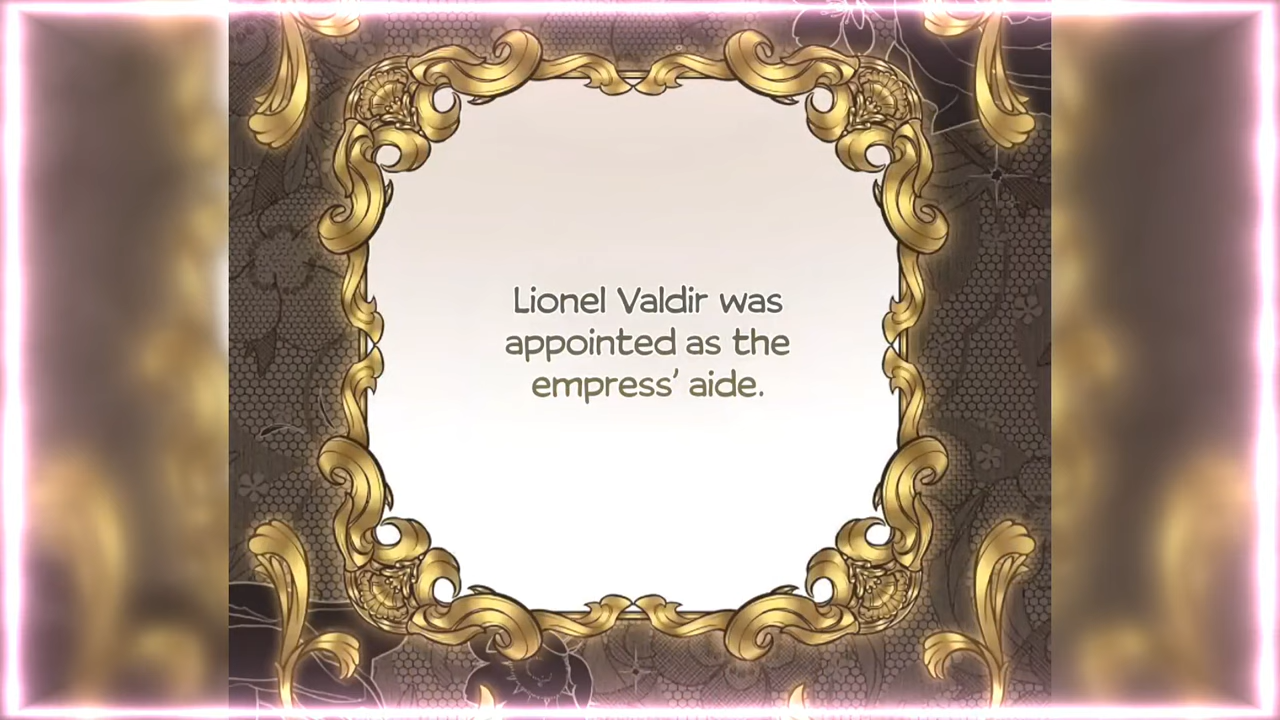 Lionel Valdir was
appointed as the
empress’ aide.